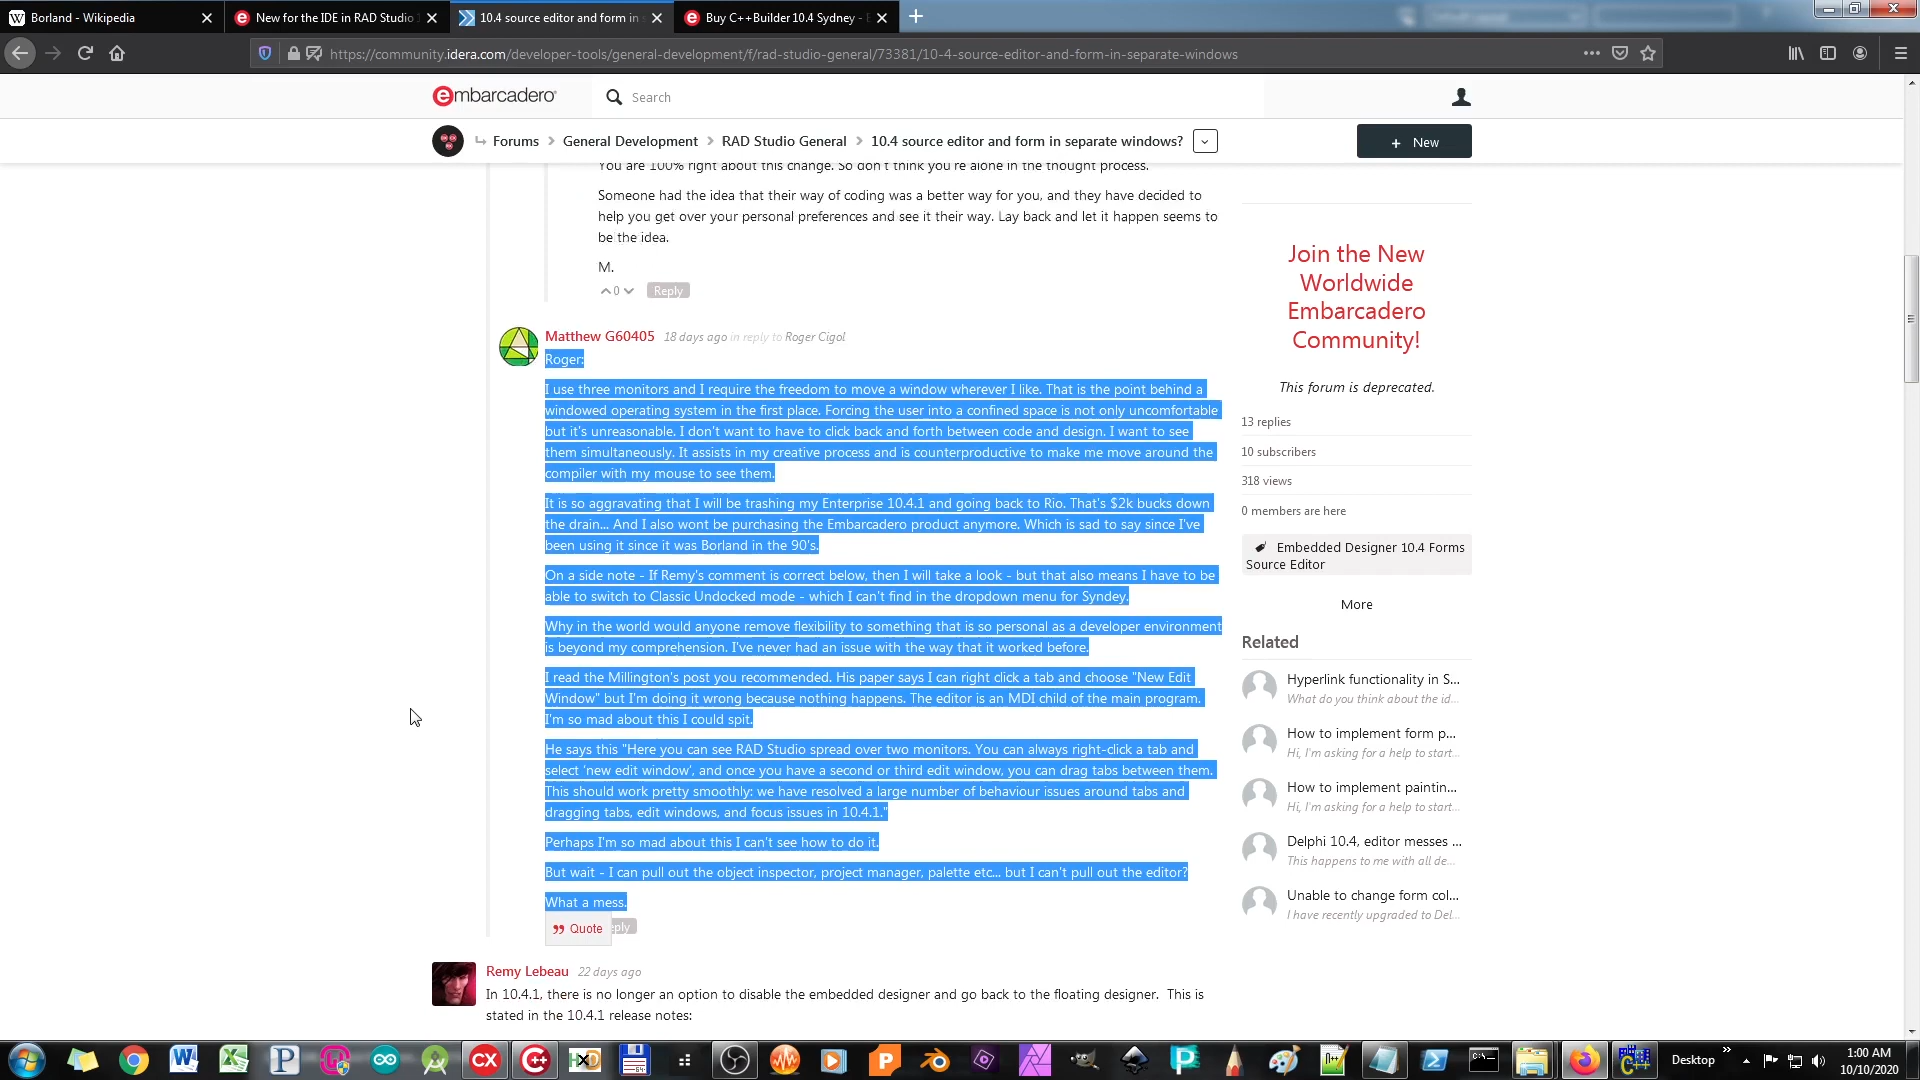 Borland - Wikipedia
New for the IDE in RAD Studio
10.4 source editor and form in
Buy C++Builder 10.4 Sydney -
https://community.idera.com/developer-tools/general-development/f/rad-studio-general/73381/10-4-source-editor-and-form-in-separate-windows
embarcadero
Search
Forums > General Development > RAD Studio General > 10.4 source editor and form in separate windows?
+ New
You are 100% right about this change. So don't think you're alone in the thought process.
Someone had the idea that their way of coding was a better way for you, and they have decided to
help you get over your personal preferences and see it their way. Lay back and let it happen seems to
be the idea.
M.
0 Reply
Matthew G60405 18 days ago in reply to Roger Cigol
Roger:
I use three monitors and I require the freedom to move a window wherever I like. That is the point behind a
windowed operating system in the first place. Forcing the user into a confined space is not only uncomfortable
but it's unreasonable. I don't want to have to click back and forth between code and design. I want to see
them simultaneously. It assists in my creative process and is counterproductive to make me move around the
compiler with my mouse to see them.
It is so aggravating that I will be trashing my Enterprise 10.4.1 and going back to Rio. That's $2k bucks down
the drain... And I also wont be purchasing the Embarcadero product anymore. Which is sad to say since I've
been using it since it was Borland in the 90's.
On a side note - If Remy's comment is correct below, then I will take a look - but that also means I have to be
able to switch to Classic Undocked mode - which I can't find in the dropdown menu for Syndey.
Why in the world would anyone remove flexibility to something that is so personal as a developer environment
is beyond my comprehension. I've never had an issue with the way that it worked before.
I read the Millington's post you recommended. His paper says I can right click a tab and choose "New Edit
Window" but I'm doing it wrong because nothing happens. The editor is an MDI child of the main program.
I'm so mad about this I could spit.
He says this "Here you can see RAD Studio spread over two monitors. You can always right-click a tab and
select 'new edit window', and once you have a second or third edit window, you can drag tabs between them.
This should work pretty smoothly: we have resolved a large number of behaviour issues around tabs and
dragging tabs, edit windows, and focus issues in 10.4.1."
Perhaps I'm so mad about this I can't see how to do it.
But wait - I can pull out the object inspector, project manager, palette etc... but I can't pull out the editor?
What a mess.
Quote
Remy Lebeau 22 days ago
In 10.4.1, there is no longer an option to disable the embedded designer and go back to the floating designer. This is
stated in the 10.4.1 release notes:
Join the New
Worldwide
Embarcadero
Community!
This forum is deprecated.
13 replies
10 subscribers
318 views
0 members are here
Embedded Designer 10.4 Forms
Source Editor
More
Related
Hyperlink functionality in S...
What do you think about the id...
How to implement form p...
Hi, I'm asking for a help to start...
How to implement paintin...
Hi, I'm asking for a help to start...
Delphi 10.4, editor messes ...
This happens to me with all de...
Unable to change form col...
I have recently upgraded to Del...
Desktop
1:00 AM
10/10/2020